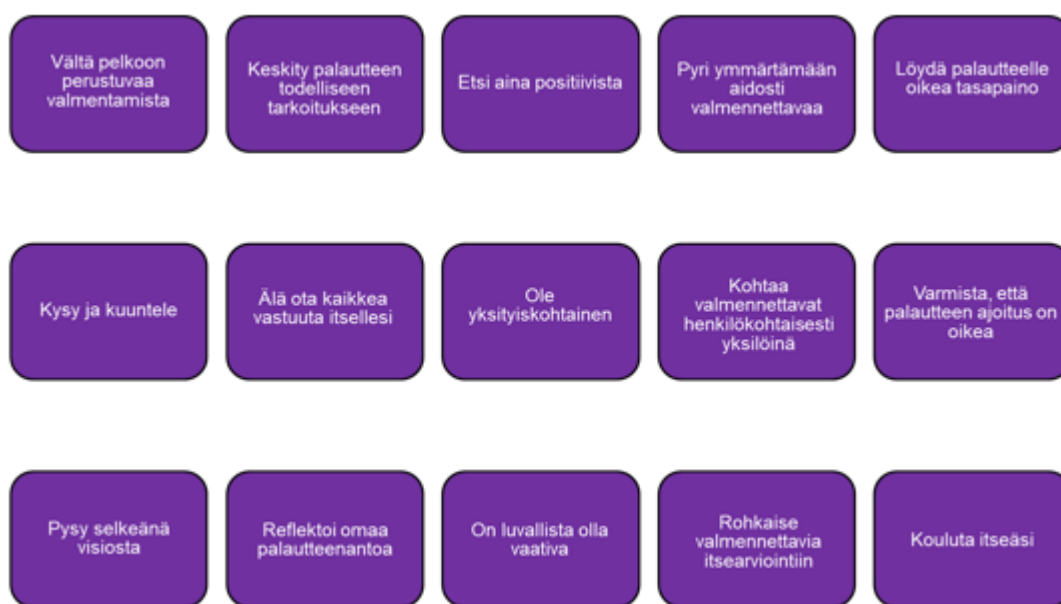 Vältä pelkoon
perustuvaa
valmentamista
Keskity palautteen
todelliseen
tarkoitukseen
Etsi aina positiivista
Pyri ymmärtämään
aidosti
valmennettavaa
Löydä palautteelle
oikea tasapaino
Kysy ja kuuntele
Älä ota kaikkea
vastuuta itsellesi
Ole
yksityiskohtainen
Kohtaa
valmennettavat
henkilökohtaisesti
yksilöinä
Varmista, että
palautteen ajoitus on
oikea
Pysy selkeänä
visiosta
Reflektoi omaa
palautteenantoa
On luvallista olla
vaativa
Rohkaise
valmennettavia
itsearviointiin
Kouluta itseäsi